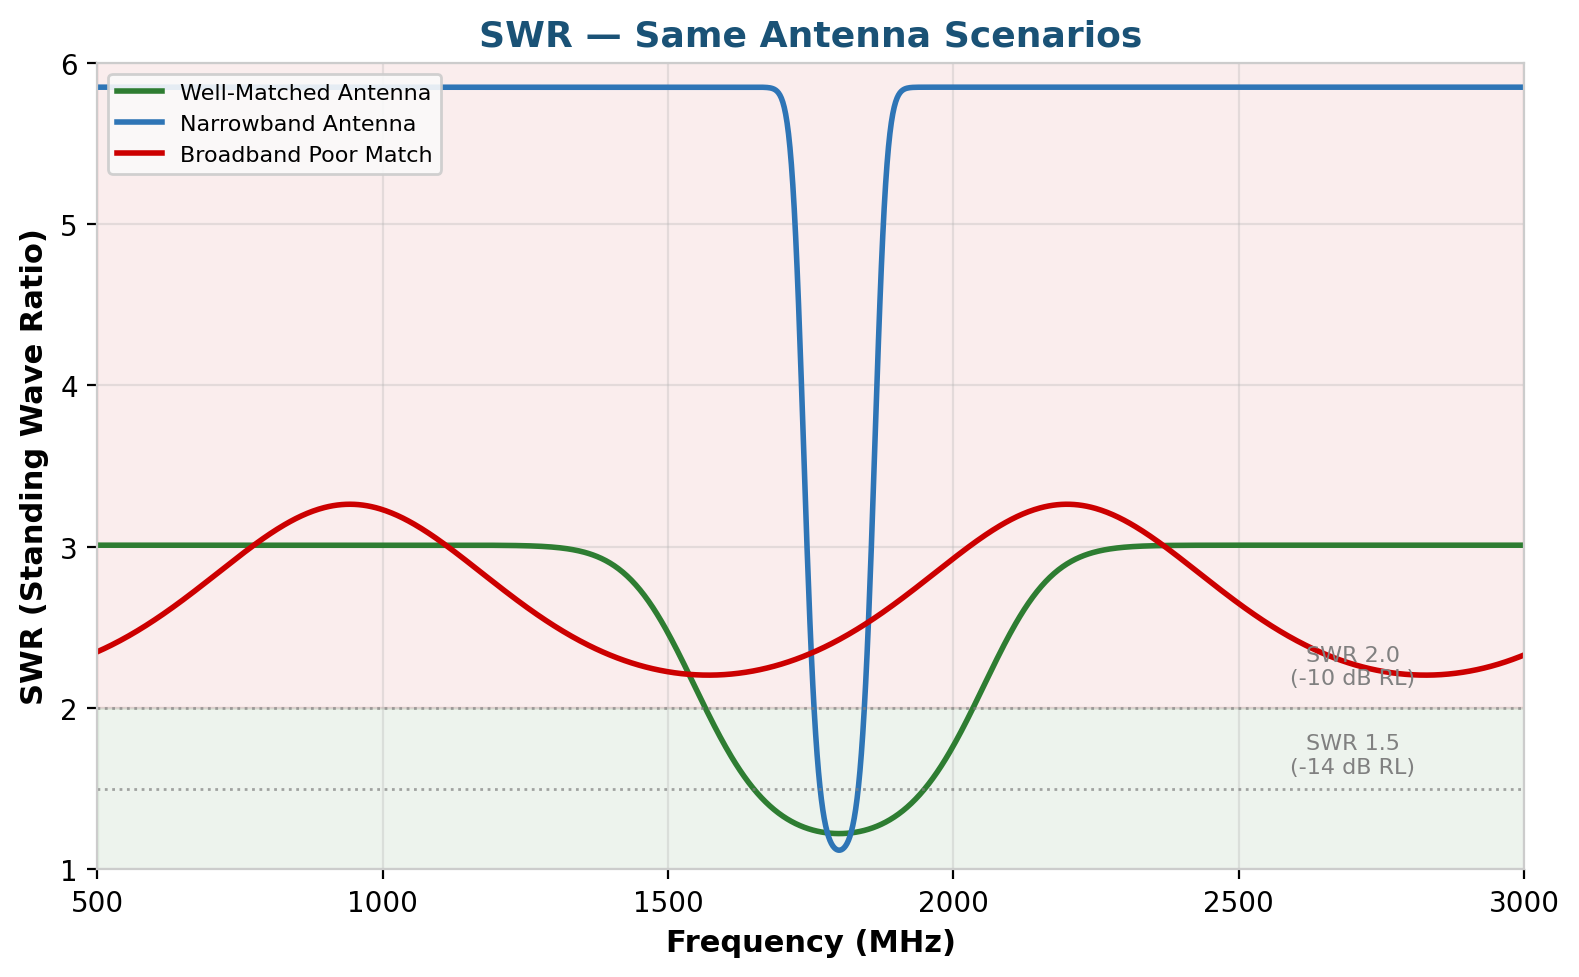 SWR — Same Antenna Scenarios
6
Well-Matched Antenna
Narrowband Antenna
Broadband Poor Match
5
4
3
2
1
SWR (Standing Wave Ratio)
SWR 2.0
(-10 dB RL)
SWR 1.5
(-14 dB RL)
500 1000 1500 2000 2500 3000
Frequency (MHz)